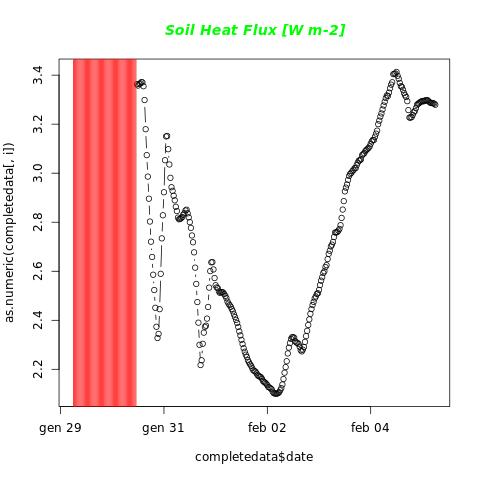 Soil Heat Flux [W m-2]
as.numeric(completedata[, i])
3.4
3.2
3.0
2.8
2.6
2.4
2.2
gen 29
gen 31
feb 02
feb 04
completedata$date